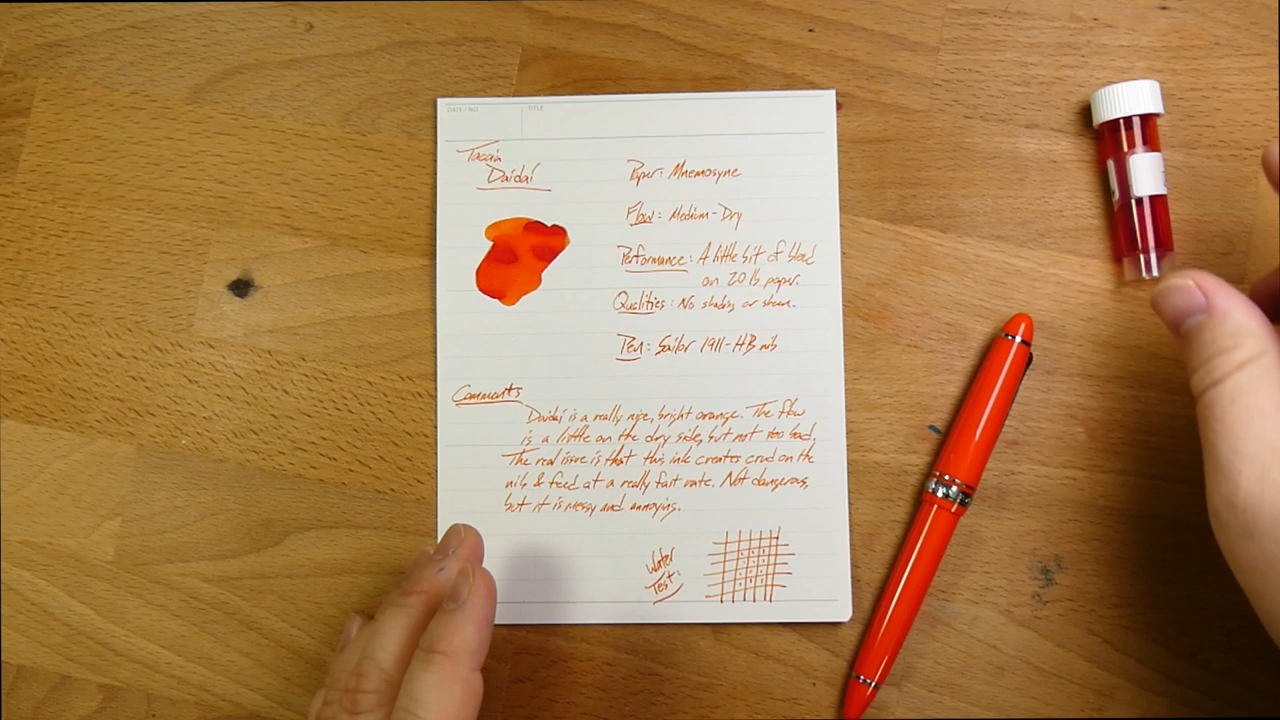 DATE / NO.
TITLE
Taccia
Daidai
Paper: Mnemosyne
Flow: Medium-Dry
Performance: A little bit of bleed
on 20 lb paper.
Qualities: No shading or sheen.
Pen: Sailor 1911-HB nib
Comments
Daidai is a really nice, bright orange. The flow
is a little on the dry side, but not too bad.
The real issue is that this ink creates crud on the
nib & feed at a really fast rate. Not dangerous,
but it is messy and annoying.
Water
Test: